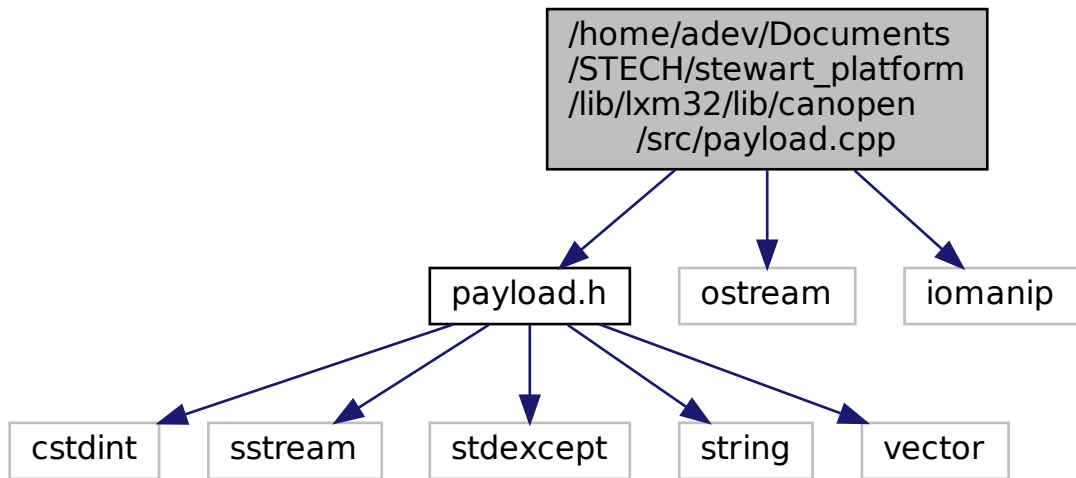 /home/adev/Documents
/STECH/stewart_platform
/lib/lxm32/lib/canopen
/src/payload.cpp
payload.h
ostream
iomanip
cstdint
sstream
stdexcept
string
vector